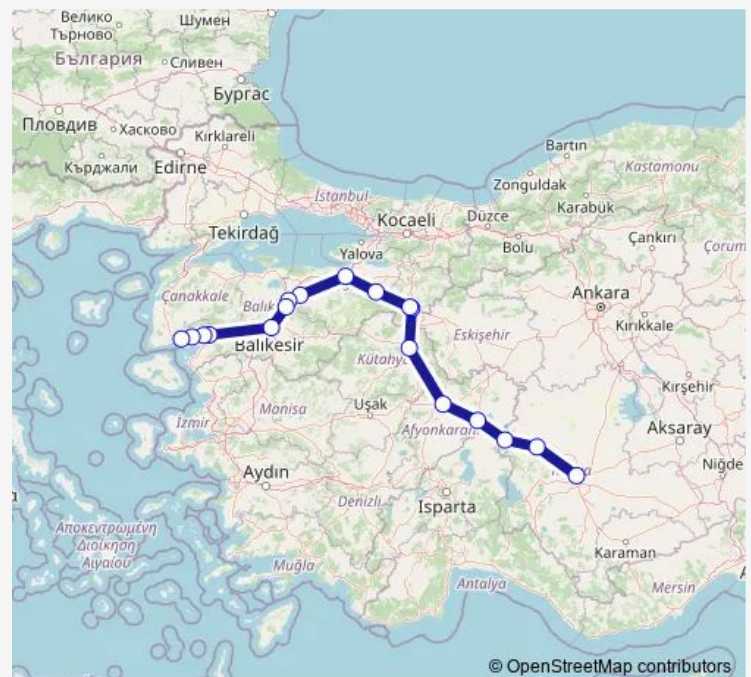 Велико
Търново
Шумен
България
Сливен
Бургас
Пловдив
Хасково
Kırklareli
Кърджали
Edirne
Bartın
Zonguldak
Kastamonu
İstanbul
Karabük
Tekirdağ
Kocaeli
Düzce
Bolu
Çankırı
Yalova
Çorum
Çanakkale
Ankara
Kırıkkale
Eskişehir
Balıkesir
Kütahya
Kırşehir
Manisa
Uşak
İzmir
Aksaray
Aydın
Niğde
Denizli
Isparta
Αποκεντρωμένη
Διοίκηση
Αιγαίου
Karaman
Muğla
Antalya
Mersin
© OpenStreetMap contributors